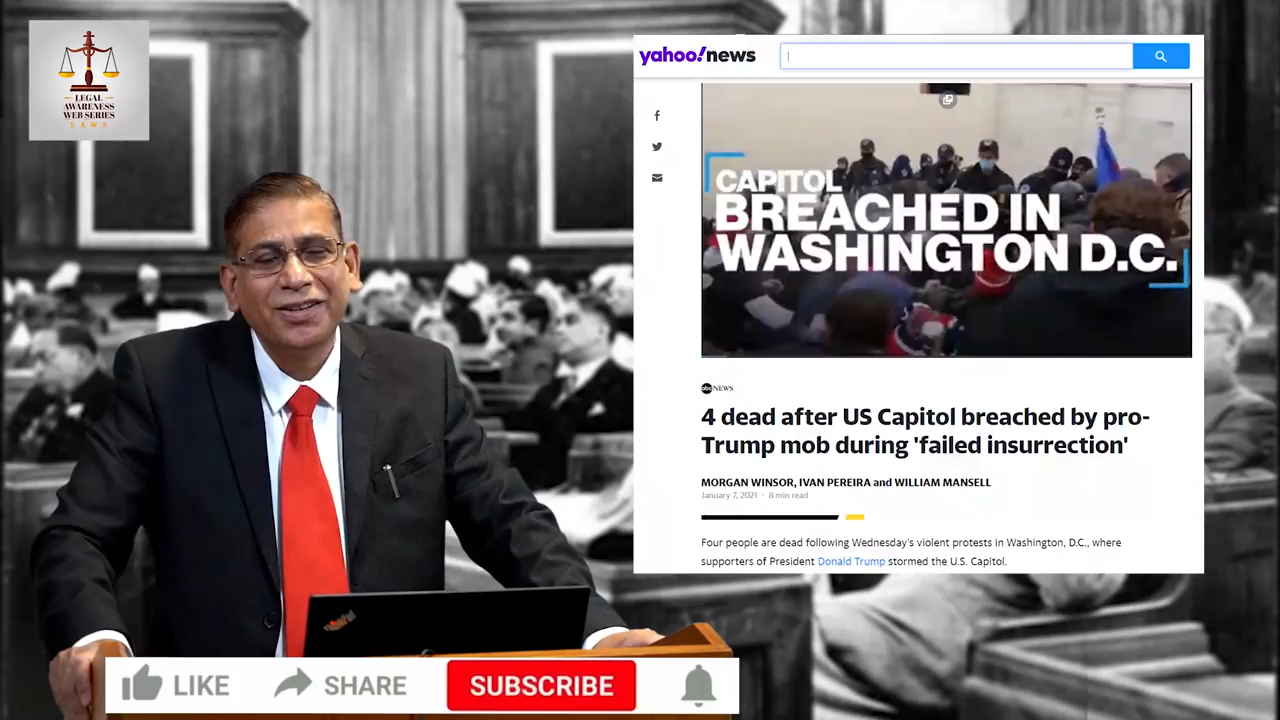 LEGAL
AWARENESS
WEB SERIES
L A W S
yahoo!news
CAPITOL
BREACHED IN
WASHINGTON D.C.
abc NEWS
4 dead after US Capitol breached by pro-
Trump mob during 'failed insurrection'
MORGAN WINSOR, IVAN PEREIRA and WILLIAM MANSELL
January 7, 2021 · 8 min read
Four people are dead following Wednesday's violent protests in Washington, D.C., where
supporters of President Donald Trump stormed the U.S. Capitol.
LIKE SHARE SUBSCRIBE